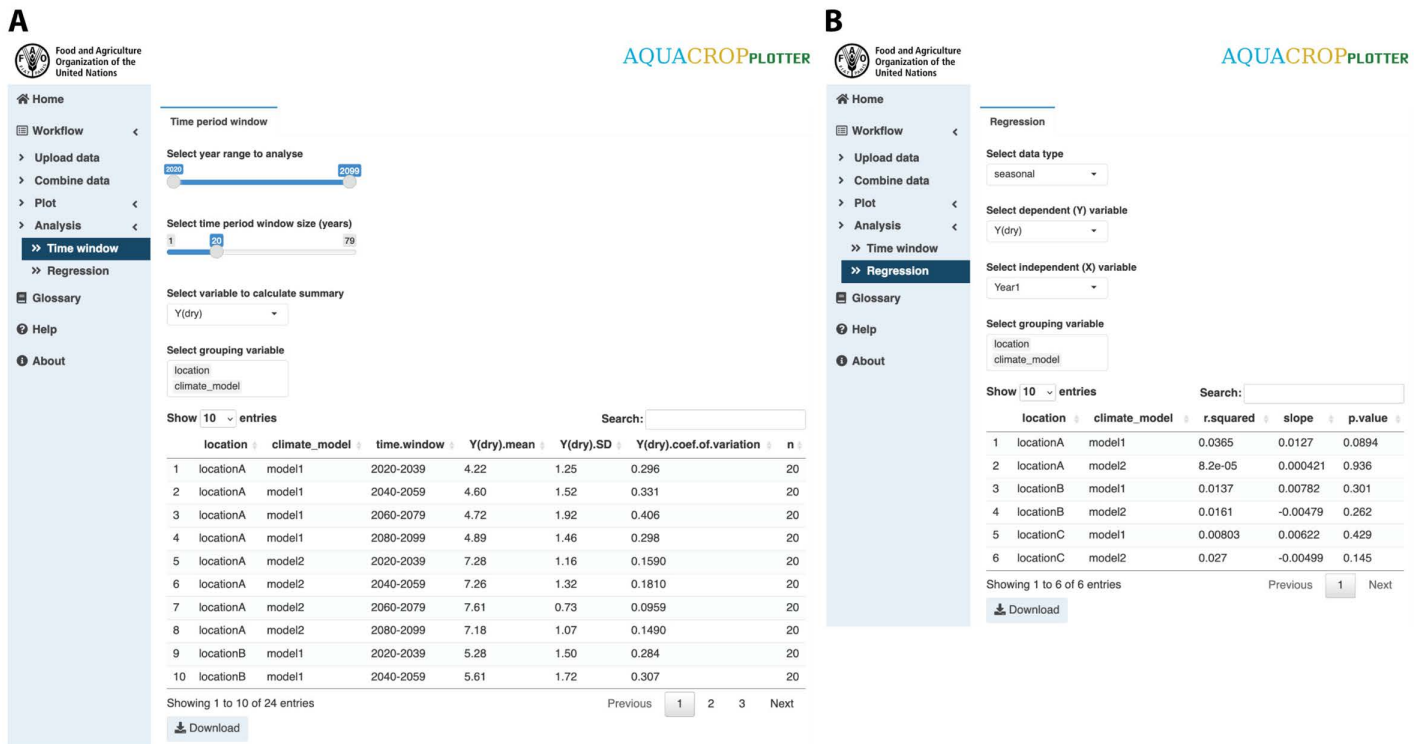 A
Food and Agriculture
Organization of the
United Nations
AQUACROPPLOTTER
Home
Workflow
Upload data
Combine data
Plot
Analysis
Time window
Regression
Glossary
Help
About
Time period window
Select year range to analyse
2020 2099
Select time period window size (years)
1 20 79
Select variable to calculate summary
Y(dry)
Select grouping variable
location
climate_model
Show 10 entries Search:
location climate_model time.window Y(dry).mean Y(dry).SD Y(dry).coef.of.variation n
1 locationA model1 2020-2039 4.22 1.25 0.296 20
2 locationA model1 2040-2059 4.60 1.52 0.331 20
3 locationA model1 2060-2079 4.72 1.92 0.406 20
4 locationA model1 2080-2099 4.89 1.46 0.298 20
5 locationA model2 2020-2039 7.28 1.16 0.1590 20
6 locationA model2 2040-2059 7.26 1.32 0.1810 20
7 locationA model2 2060-2079 7.61 0.73 0.0959 20
8 locationA model2 2080-2099 7.18 1.07 0.1490 20
9 locationB model1 2020-2039 5.28 1.50 0.284 20
10 locationB model1 2040-2059 5.61 1.72 0.307 20
Showing 1 to 10 of 24 entries Previous 1 2 3 Next
Download
B
Food and Agriculture
Organization of the
United Nations
AQUACROPPLOTTER
Home
Workflow
Upload data
Combine data
Plot
Analysis
Time window
Regression
Glossary
Help
About
Regression
Select data type
seasonal
Select dependent (Y) variable
Y(dry)
Select independent (X) variable
Year1
Select grouping variable
location
climate_model
Show 10 entries Search:
location climate_model r.squared slope p.value
1 locationA model1 0.0365 0.0127 0.0894
2 locationA model2 8.2e-05 0.000421 0.936
3 locationB model1 0.0137 0.00782 0.301
4 locationB model2 0.0161 -0.00479 0.262
5 locationC model1 0.00803 0.00622 0.429
6 locationC model2 0.027 -0.00499 0.145
Showing 1 to 6 of 6 entries Previous 1 Next
Download